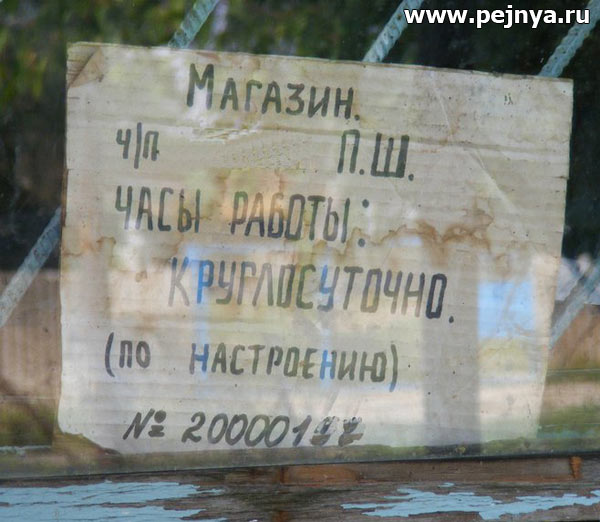 www.pejnya.ru
Магазин.
ч/п П.Ш.
ЧАСЫ РАБОТЫ:
КРУГЛОСУТОЧНО.
(ПО НАСТРОЕНИЮ)